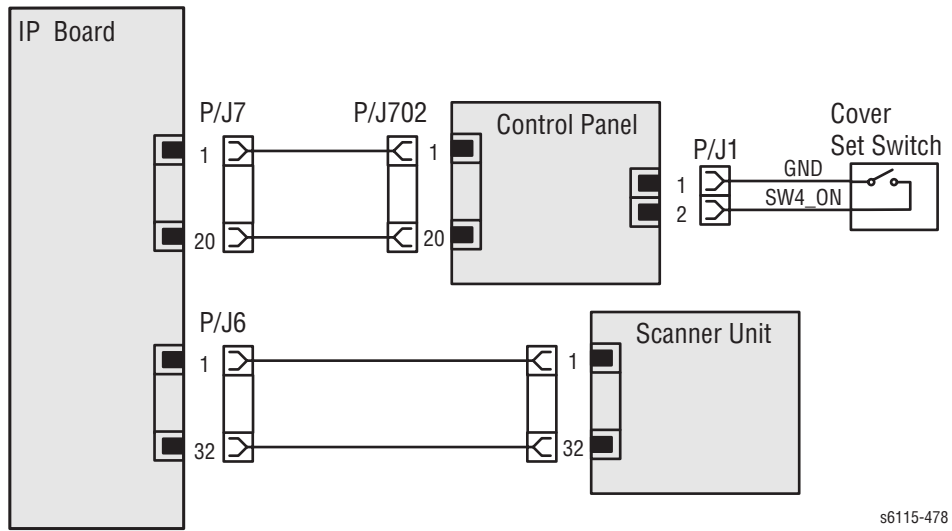 IP Board
P/J7
P/J702
Control Panel
Cover
Set Switch
P/J1
1
1
1
GND
2
SW4_ON
20
20
P/J6
Scanner Unit
1
1
32
32
s6115-478